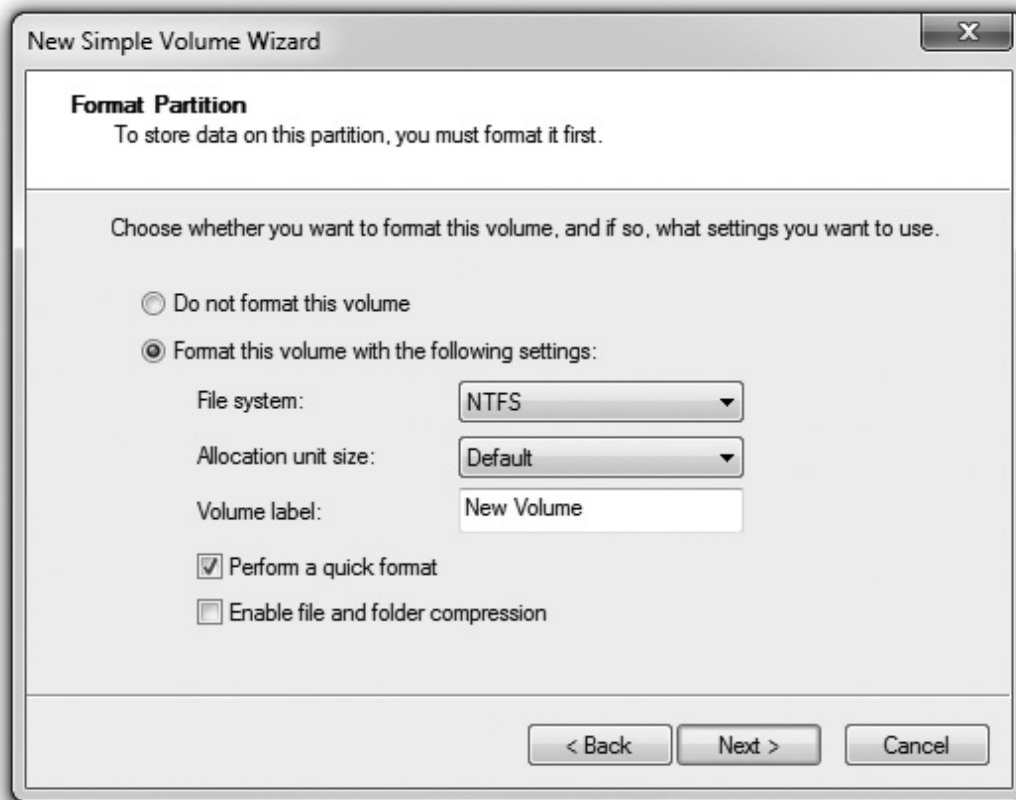 New Simple Volume Wizard
Format Partition
To store data on this partition, you must format it first.
Choose whether you want to format this volume, and if so, what settings you want to use.
Do not format this volume
Format this volume with the following settings:
File system: NTFS
Allocation unit size: Default
Volume label: New Volume
Perform a quick format
Enable file and folder compression
< Back Next > Cancel